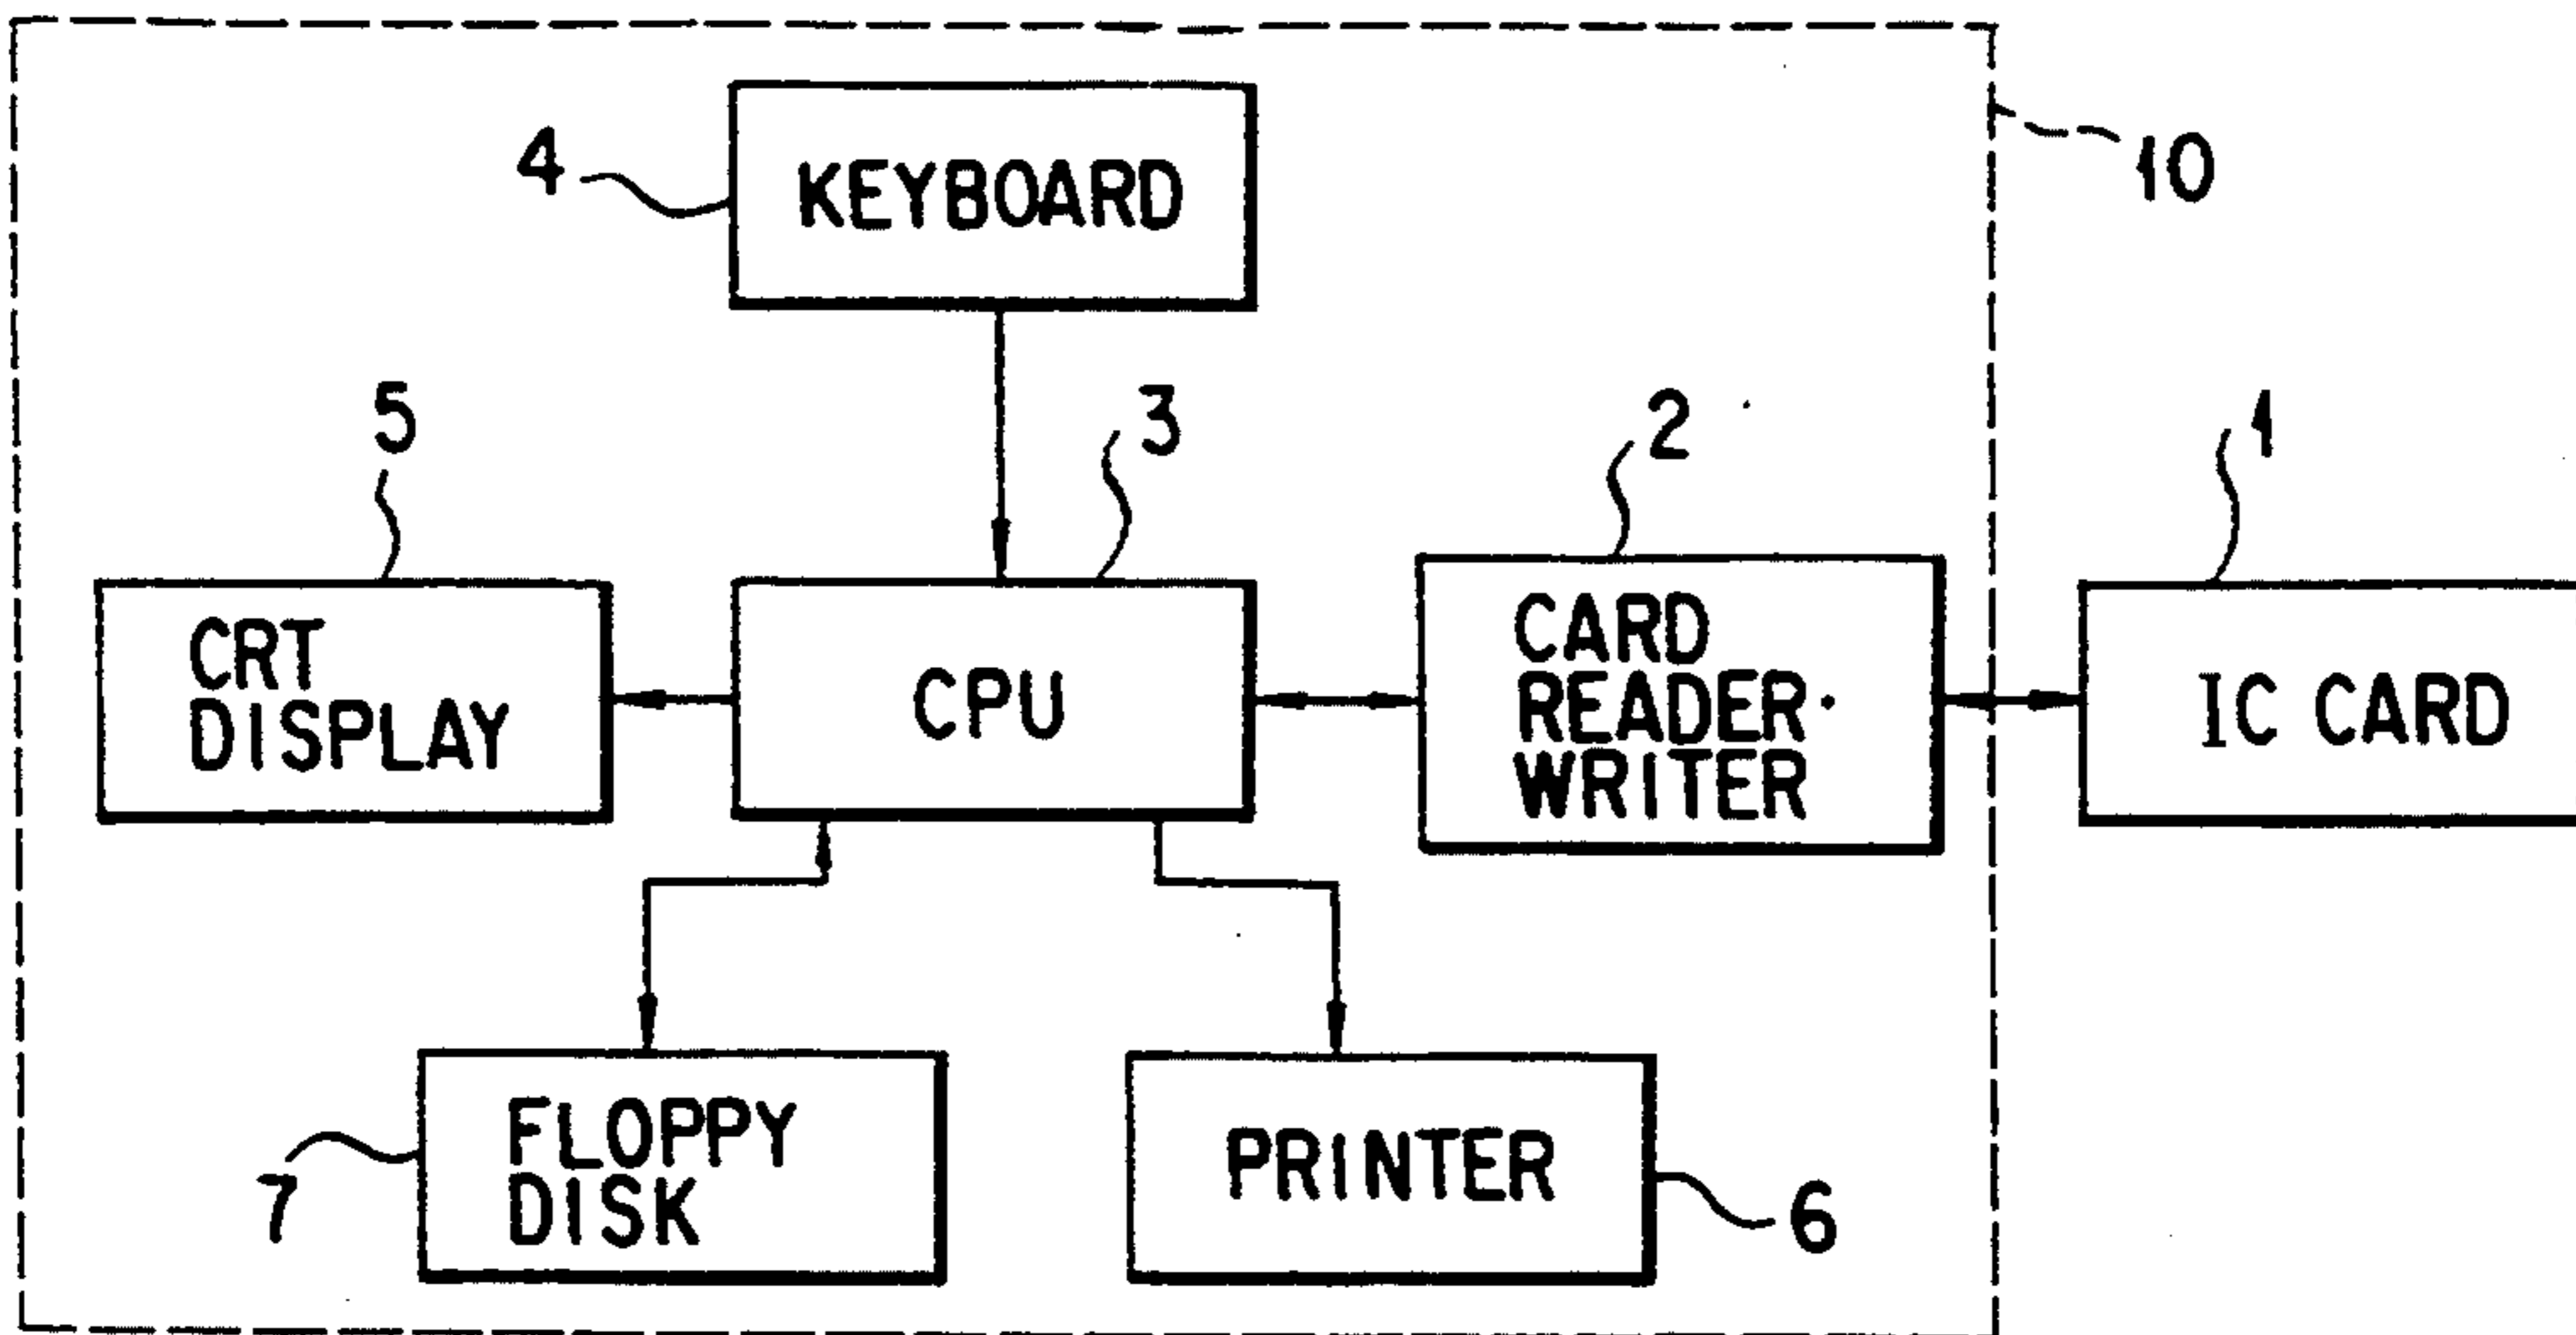 4
KEYBOARD
10
5
3
2
1
CRT
DISPLAY
CPU
CARD
READER·
WRITER
IC CARD
7
FLOPPY
DISK
PRINTER
6